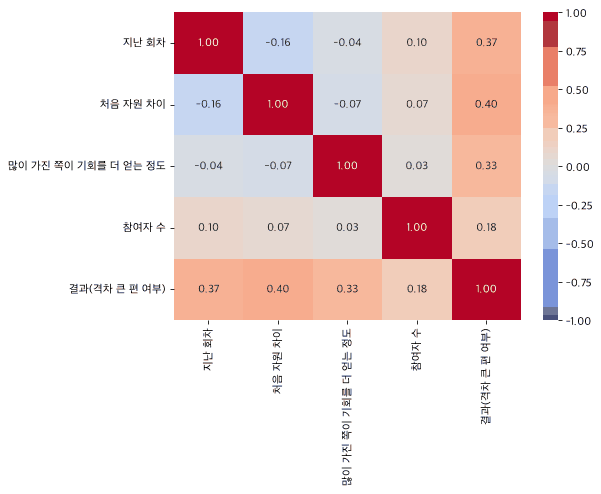 지난 회차 1.00 -0.16 -0.04 0.10 0.37
처음 자원 차이 -0.16 1.00 -0.07 0.07 0.40
많이 가진 쪽이 기회를 더 얻는 정도 -0.04 -0.07 1.00 0.03 0.33
참여자 수 0.10 0.07 0.03 1.00 0.18
결과(격차 큰 편 여부) 0.37 0.40 0.33 0.18 1.00
지난 회차
처음 자원 차이
많이 가진 쪽이 기회를 더 얻는 정도
참여자 수
결과(격차 큰 편 여부)
1.00
0.75
0.50
0.25
0.00
-0.25
-0.50
-0.75
-1.00